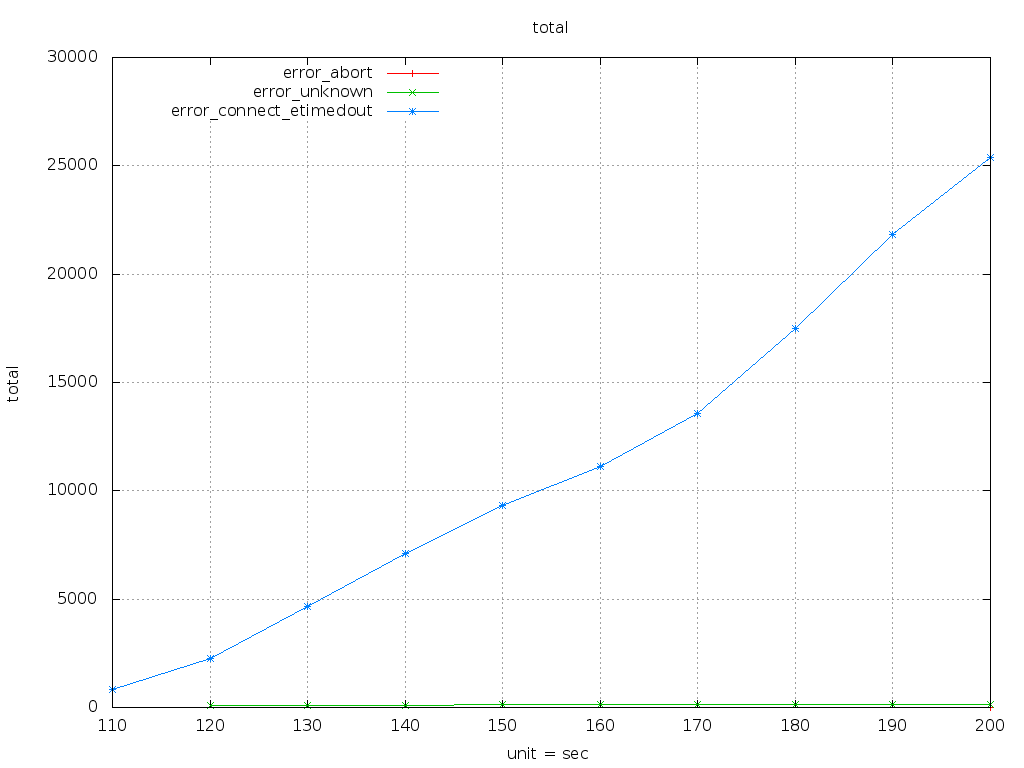 total
30000
25000
20000
15000
10000
5000
0
error_abort
error_unknown
error_connect_etimedout
total
110 120 130 140 150 160 170 180 190 200
unit = sec